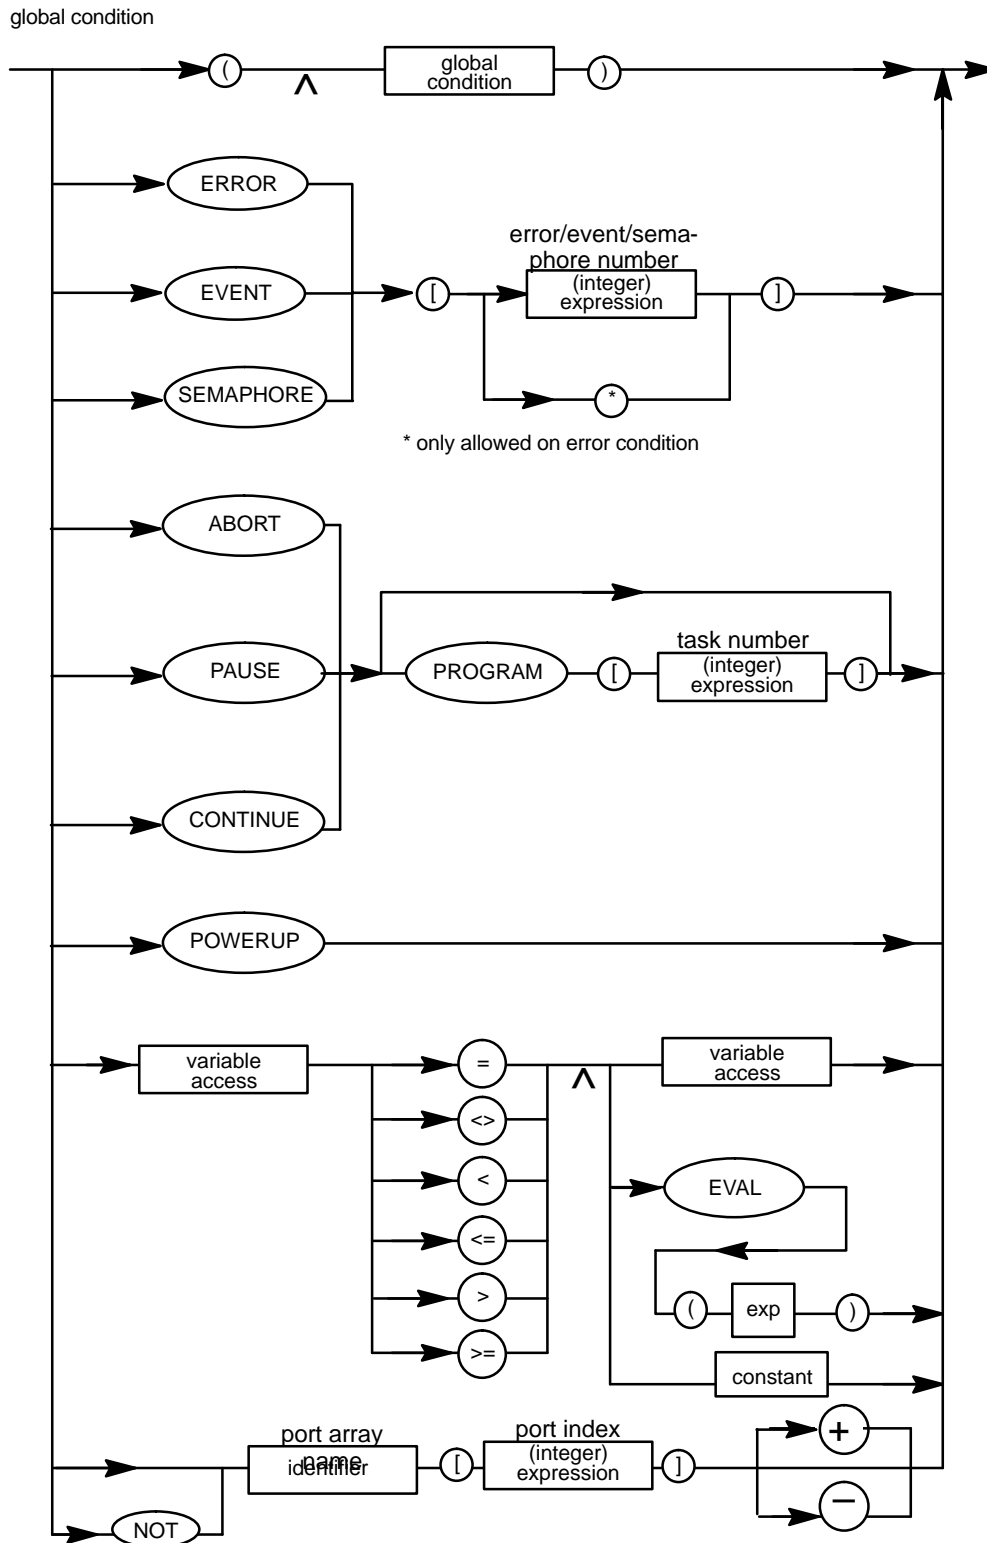 global condition
(
global
condition
)
ERROR
error/event/sema-
phore number
EVENT
[
(integer)
expression
]
SEMAPHORE
*
* only allowed on error condition
ABORT
task number
PAUSE
PROGRAM
[
(integer)
expression
]
CONTINUE
POWERUP
variable
access
=
variable
access
<>
<
EVAL
<=
>
(
exp
)
>=
constant
port array
name
identifier
[
port index
(integer)
expression
]
+
−
NOT